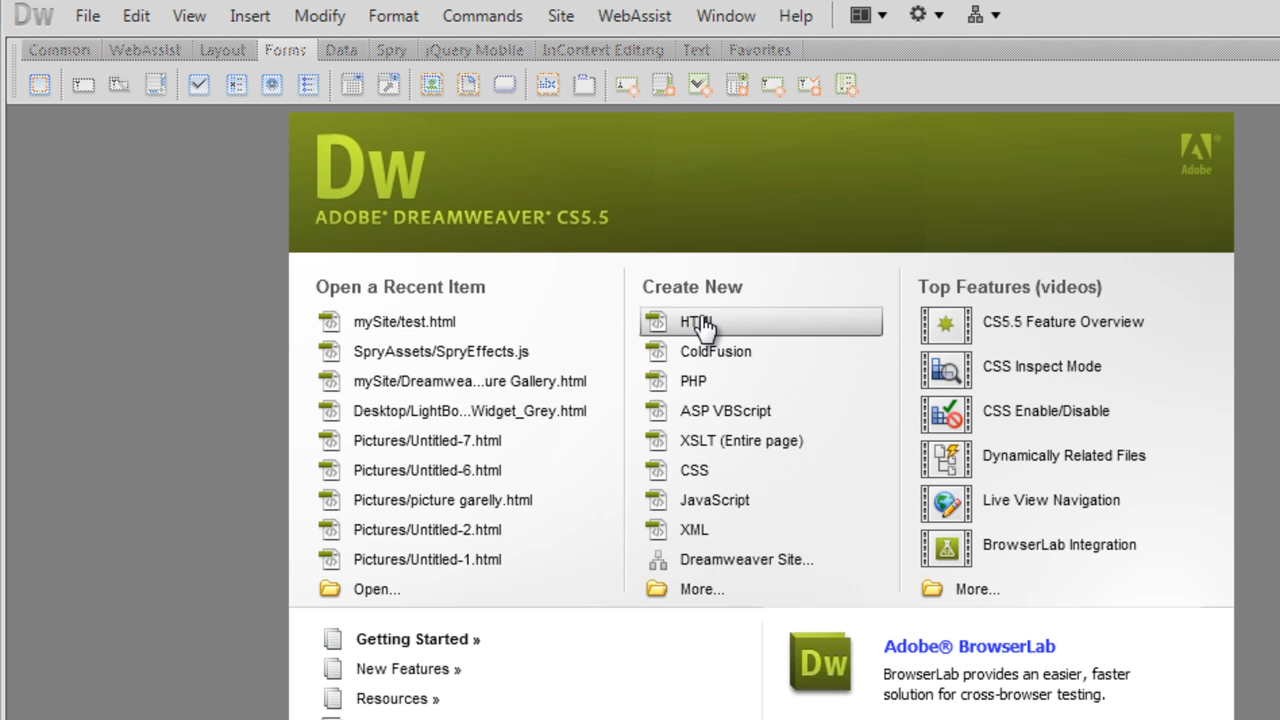 Dw File Edit View Insert Modify Format Commands Site WebAssist Window Help
Common WebAssist Layout Forms Data Spry jQuery Mobile InContext Editing Text Favorites
Dw
ADOBE® DREAMWEAVER® CS5.5
Adobe
Open a Recent Item
mySite/test.html
SpryAssets/SpryEffects.js
mySite/Dreamwea...ure Gallery.html
Desktop/LightBo...Widget_Grey.html
Pictures/Untitled-7.html
Pictures/Untitled-6.html
Pictures/picture garelly.html
Pictures/Untitled-2.html
Pictures/Untitled-1.html
Open...
Create New
HTML
ColdFusion
PHP
ASP VBScript
XSLT (Entire page)
CSS
JavaScript
XML
Dreamweaver Site...
More...
Top Features (videos)
CS5.5 Feature Overview
CSS Inspect Mode
CSS Enable/Disable
Dynamically Related Files
Live View Navigation
BrowserLab Integration
More...
Getting Started »
New Features »
Resources »
Dw
Adobe® BrowserLab
BrowserLab provides an easier, faster
solution for cross-browser testing.